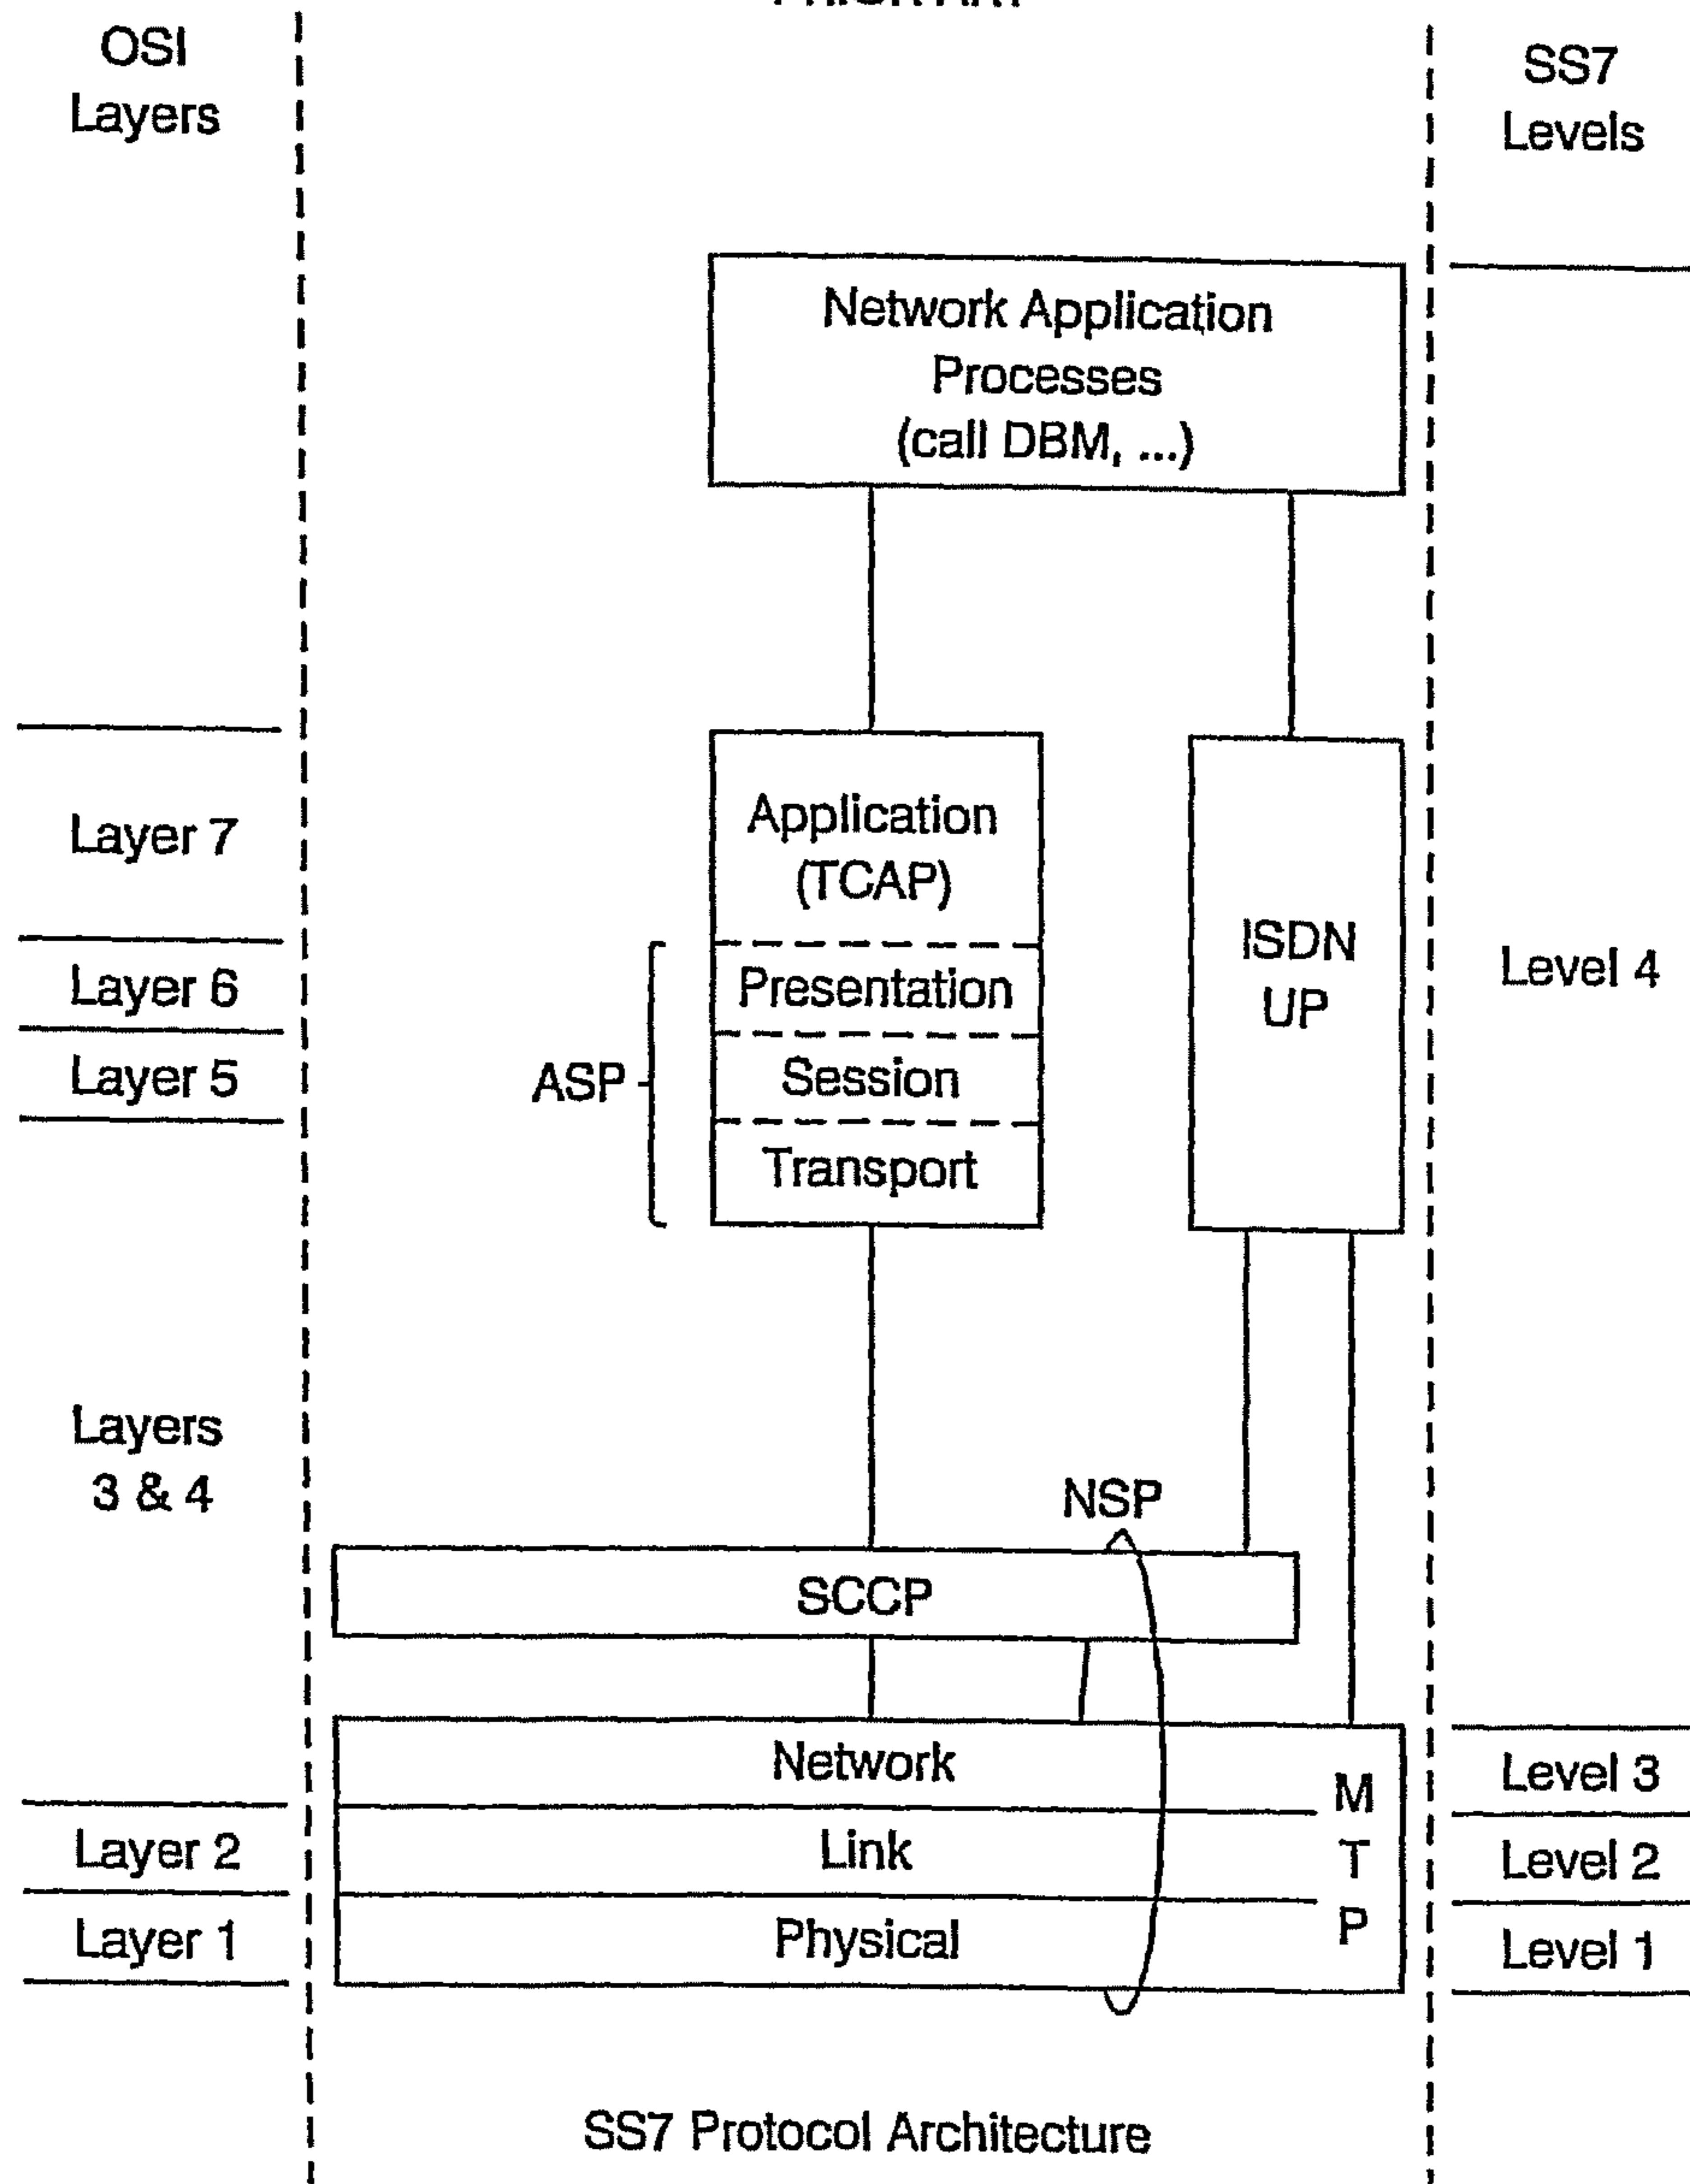 PRIOR ART
OSI
Layers
SS7
Levels
Network Application
Processes
(call DBM, ...)
Layer 7
Layer 6
Layer 5
Layers
3 & 4
Layer 2
Layer 1
Application
(TCAP)
Presentation
Session
Transport
ASP
ISDN
UP
Level 4
NSP
SCCP
Network
Link
Physical
M
T
P
Level 3
Level 2
Level 1
SS7 Protocol Architecture